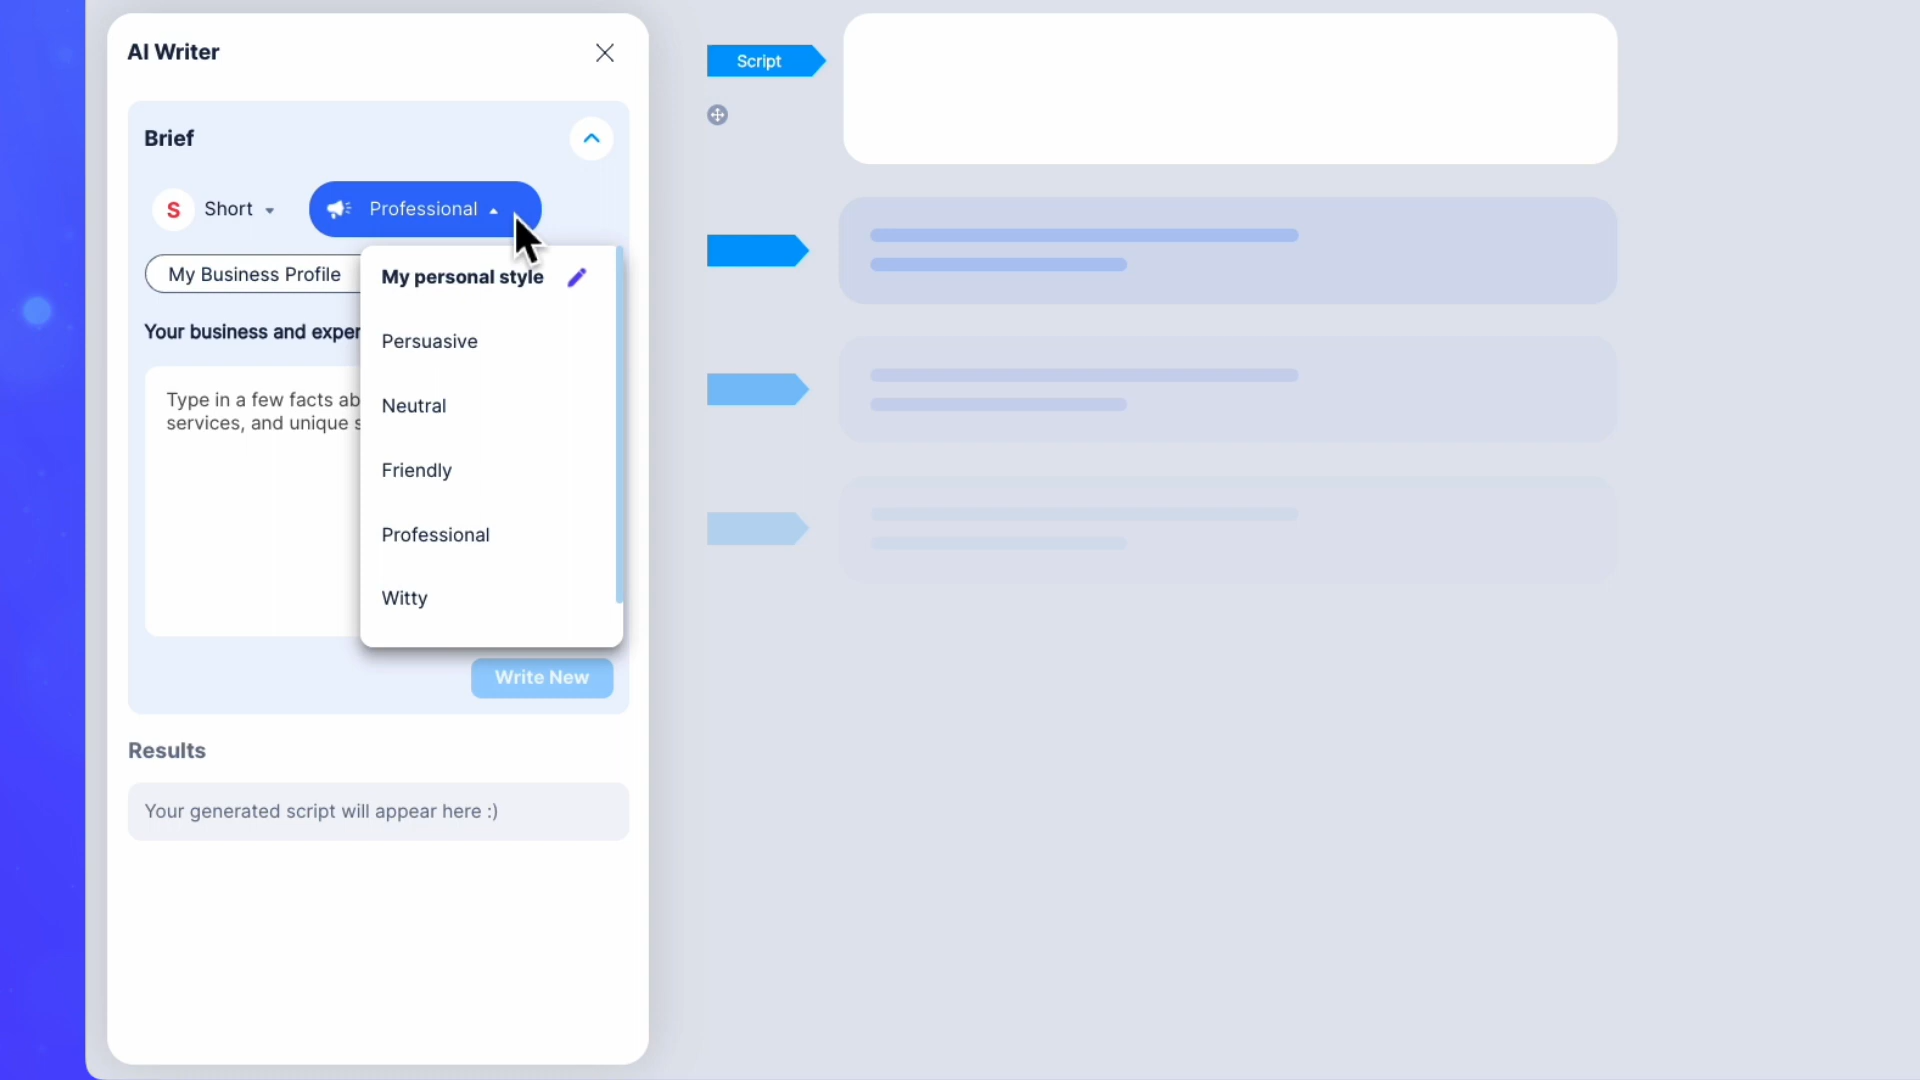 AI Writer
Script
Brief
S Short Professional
My Business Profile
My personal style
Your business and exper
Persuasive
Type in a few facts ab
services, and unique s
Neutral
Friendly
Professional
Witty
Write New
Results
Your generated script will appear here :)